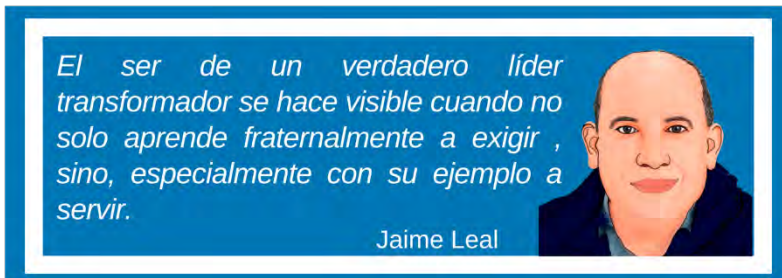 El ser de un verdadero líder
transformador se hace visible cuando no
solo aprende fraternalmente a exigir ,
sino, especialmente con su ejemplo a
servir.
Jaime Leal